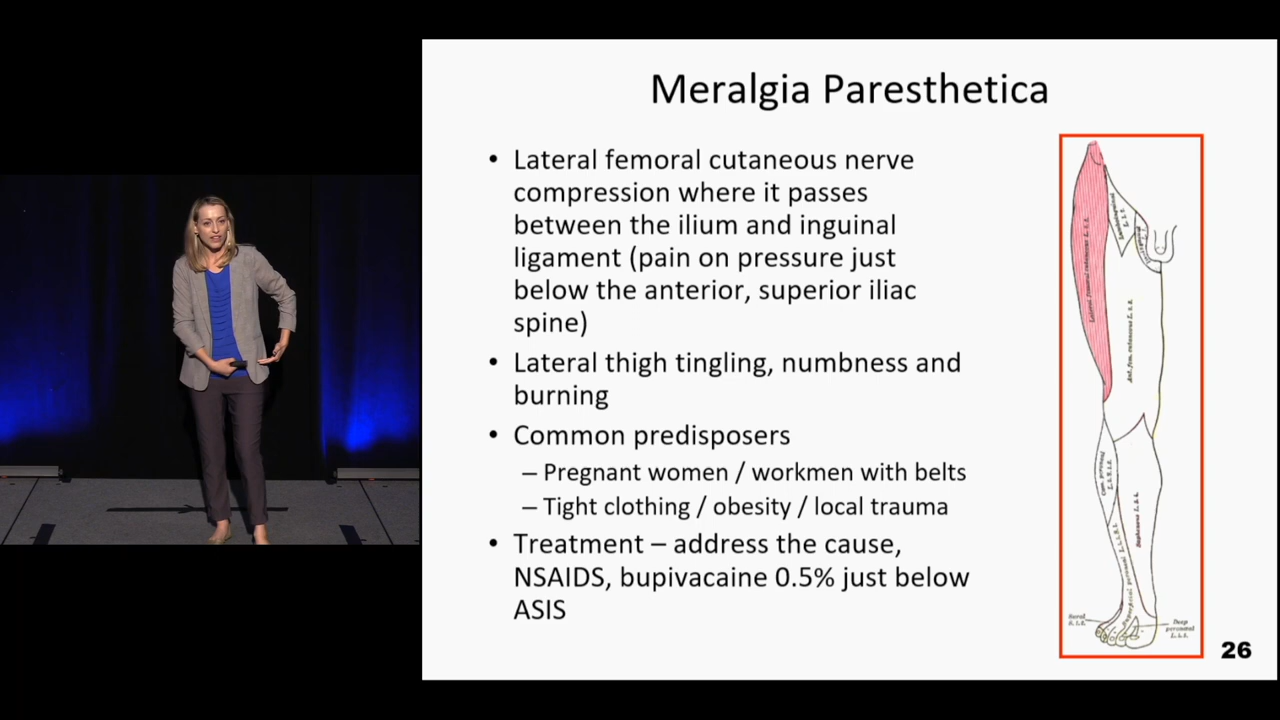 Meralgia Paresthetica
• Lateral femoral cutaneous nerve
compression where it passes
between the ilium and inguinal
ligament (pain on pressure just
below the anterior, superior iliac
spine)
• Lateral thigh tingling, numbness and
burning
• Common predisposers
– Pregnant women / workmen with belts
– Tight clothing / obesity / local trauma
• Treatment – address the cause,
NSAIDS, bupivacaine 0.5% just below
ASIS
Deep
peroneal
26